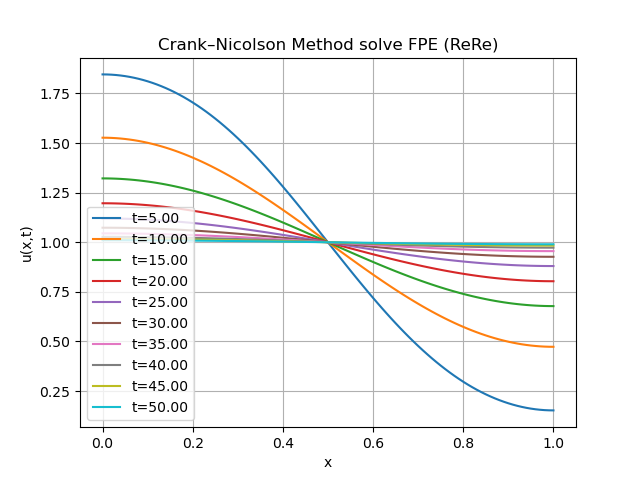 Crank–Nicolson Method solve FPE (ReRe)
u(x,t)
1.75
1.50
1.25
1.00
0.75
0.50
0.25
t=5.00
t=10.00
t=15.00
t=20.00
t=25.00
t=30.00
t=35.00
t=40.00
t=45.00
t=50.00
0.0 0.2 0.4 0.6 0.8 1.0
x